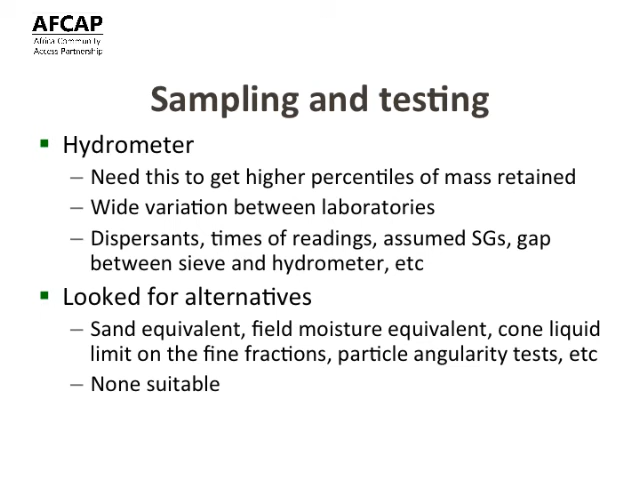 AFCAP
Africa Community
Access Partnership
Sampling and testing
▪ Hydrometer
– Need this to get higher percentiles of mass retained
– Wide variation between laboratories
– Dispersants, times of readings, assumed SGs, gap
between sieve and hydrometer, etc
▪ Looked for alternatives
– Sand equivalent, field moisture equivalent, cone liquid
limit on the fine fractions, particle angularity tests, etc
– None suitable